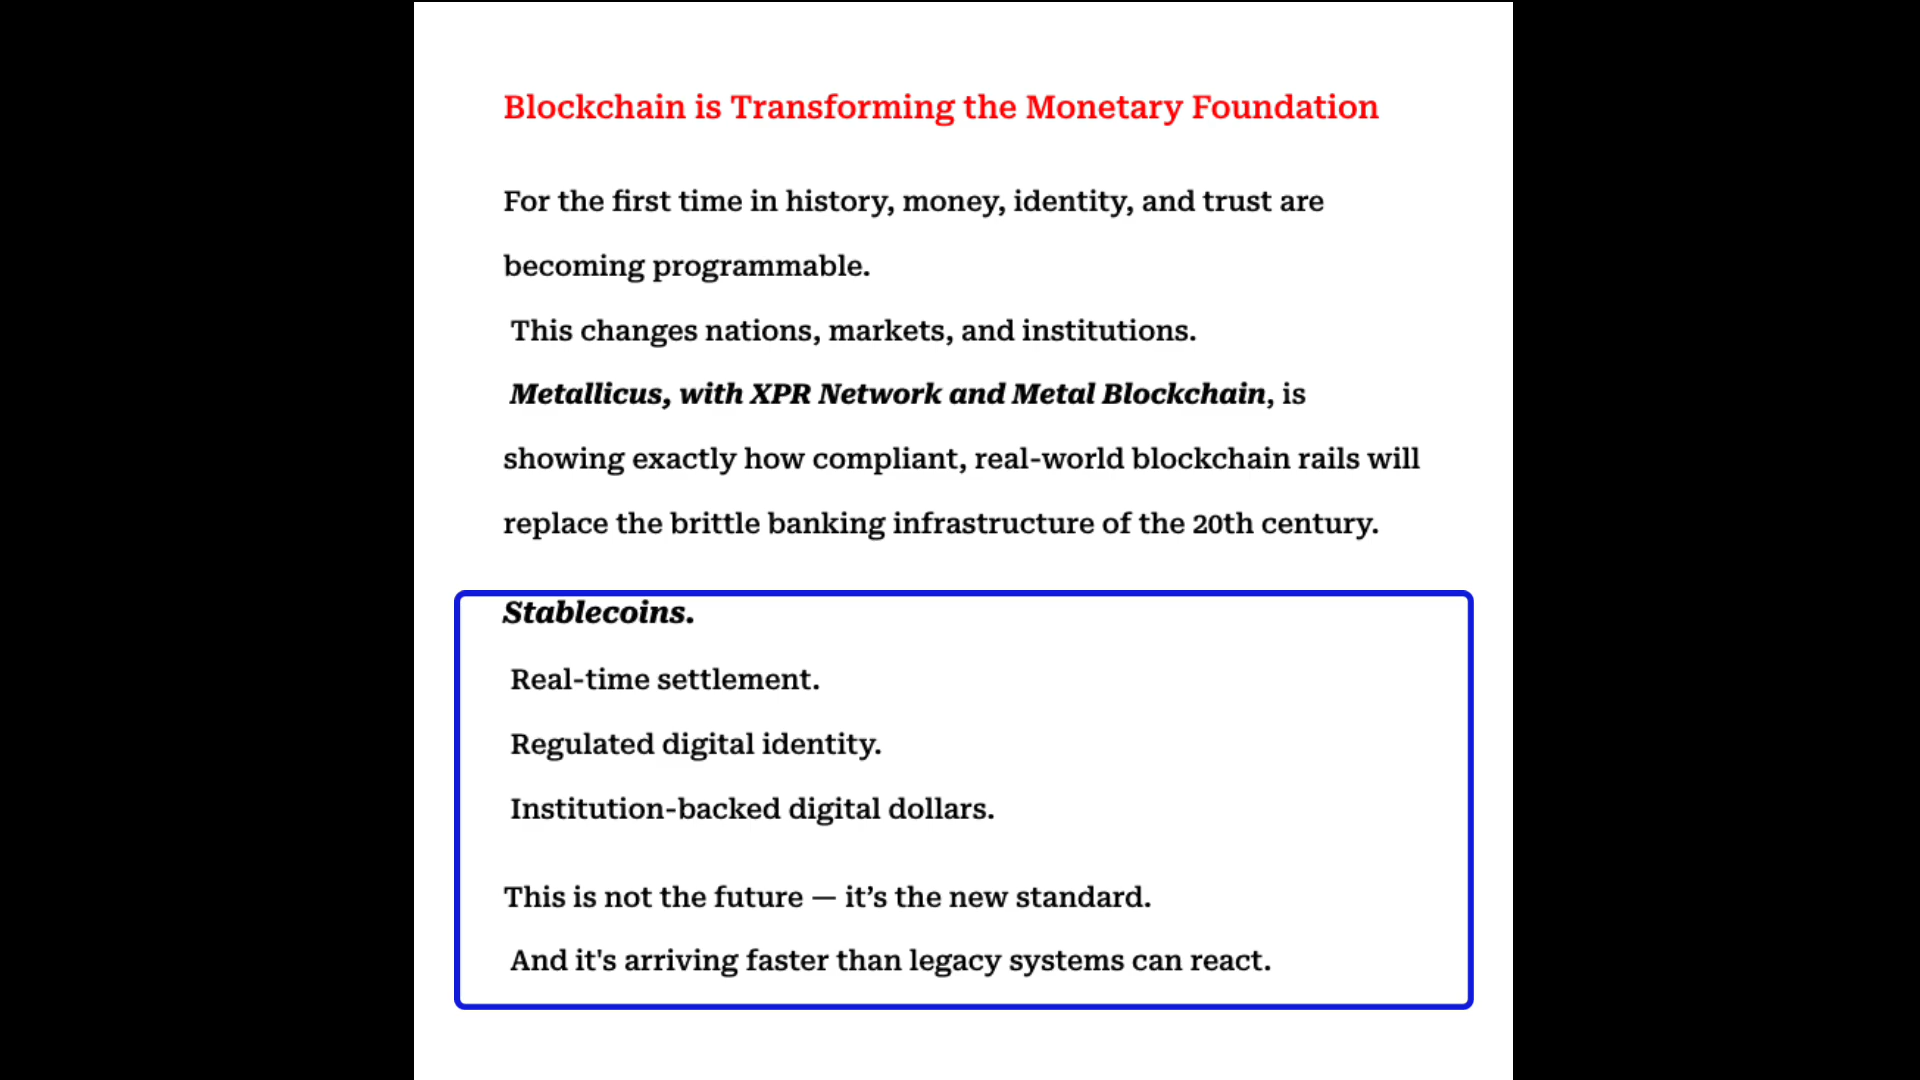 Blockchain is Transforming the Monetary Foundation
For the first time in history, money, identity, and trust are
becoming programmable.
This changes nations, markets, and institutions.
Metallicus, with XPR Network and Metal Blockchain, is
showing exactly how compliant, real-world blockchain rails will
replace the brittle banking infrastructure of the 20th century.
Stablecoins.
Real-time settlement.
Regulated digital identity.
Institution-backed digital dollars.
This is not the future — it’s the new standard.
And it's arriving faster than legacy systems can react.